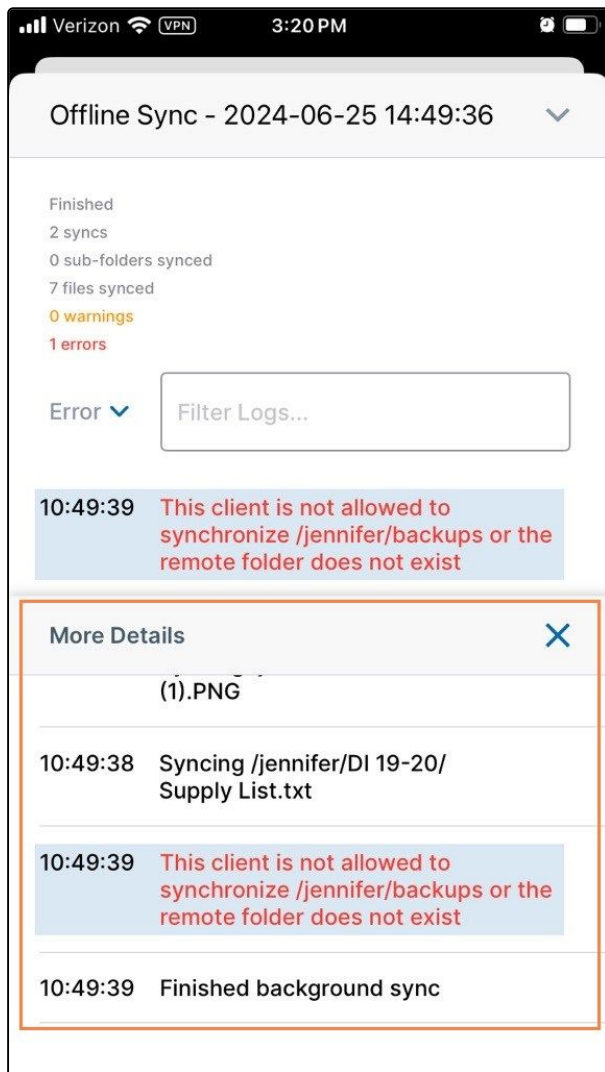 Verizon VPN 3:20 PM
Offline Sync - 2024-06-25 14:49:36
Finished
2 syncs
0 sub-folders synced
7 files synced
0 warnings
1 errors
Error Filter Logs...
10:49:39 This client is not allowed to
synchronize /jennifer/backups or the
remote folder does not exist
More Details
(1).PNG
10:49:38 Syncing /jennifer/DI 19-20/
Supply List.txt
10:49:39 This client is not allowed to
synchronize /jennifer/backups or the
remote folder does not exist
10:49:39 Finished background sync